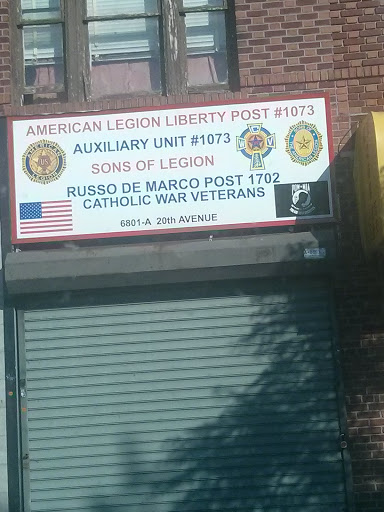 AMERICAN LEGION LIBERTY POST #1073
AUXILIARY UNIT #1073
SONS OF LEGION
RUSSO DE MARCO POST 1702
CATHOLIC WAR VETERANS
6801-A 20th AVENUE